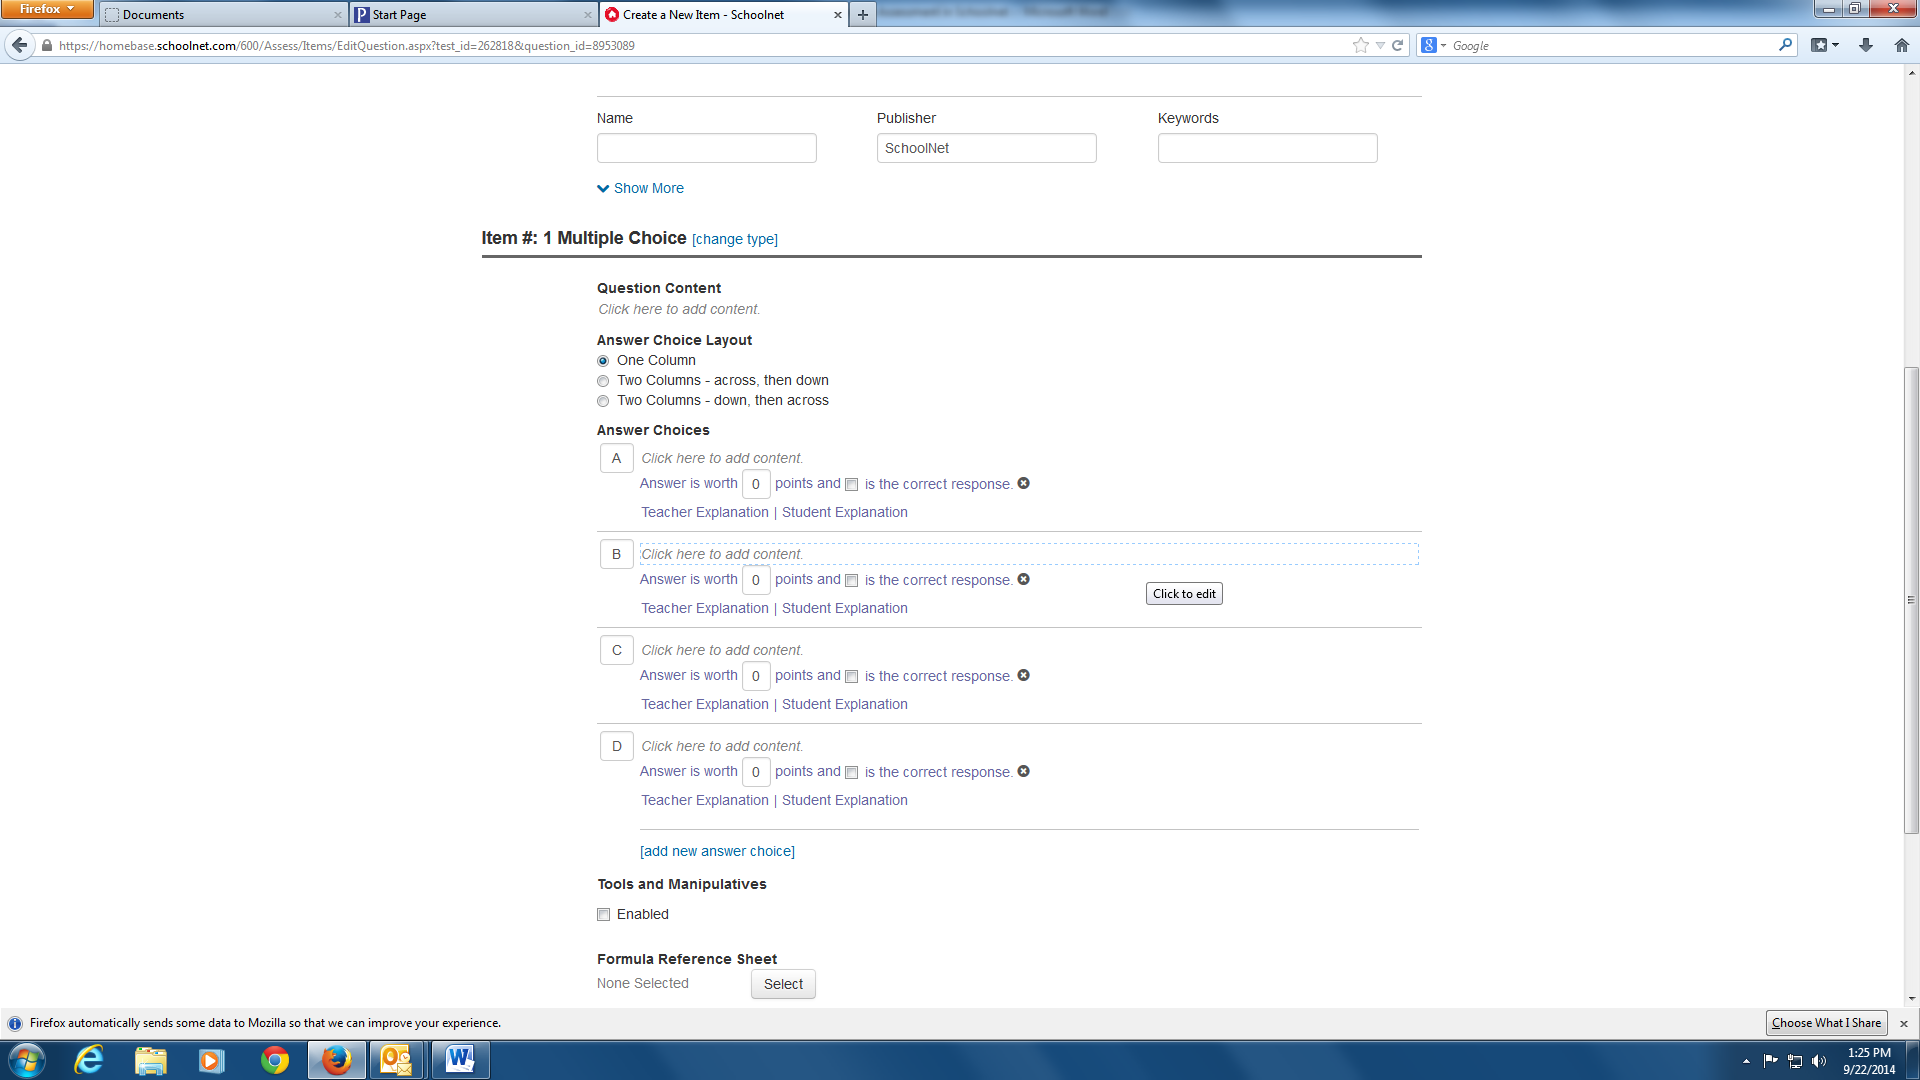 Firefox
Documents
Start Page
Create a New Item - Schoolnet
https://homebase.schoolnet.com/600/Assess/Items/EditQuestion.aspx?test_id=262818&question_id=8953089
Google
Name Publisher Keywords
SchoolNet
Show More
Item #: 1 Multiple Choice [change type]
Question Content
Click here to add content.
Answer Choice Layout
One Column
Two Columns - across, then down
Two Columns - down, then across
Answer Choices
A Click here to add content.
Answer is worth 0 points and is the correct response.
Teacher Explanation | Student Explanation
B Click here to add content.
Answer is worth 0 points and is the correct response.
Click to edit
Teacher Explanation | Student Explanation
C Click here to add content.
Answer is worth 0 points and is the correct response.
Teacher Explanation | Student Explanation
D Click here to add content.
Answer is worth 0 points and is the correct response.
Teacher Explanation | Student Explanation
[add new answer choice]
Tools and Manipulatives
Enabled
Formula Reference Sheet
None Selected Select
Firefox automatically sends some data to Mozilla so that we can improve your experience. Choose What I Share
1:25 PM
9/22/2014